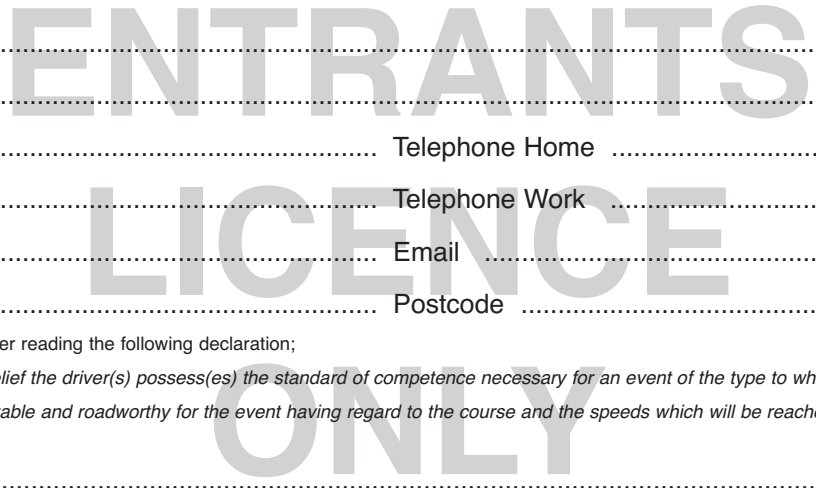 ENTRANTS
Telephone Home
LICENCE
Telephone Work
Email
Postcode
er reading the following declaration;
elief the driver(s) possess(es) the standard of competence necessary for an event of the type to wh
able and roadworthy for the event having regard to the course and the speeds which will be reache
ONLY